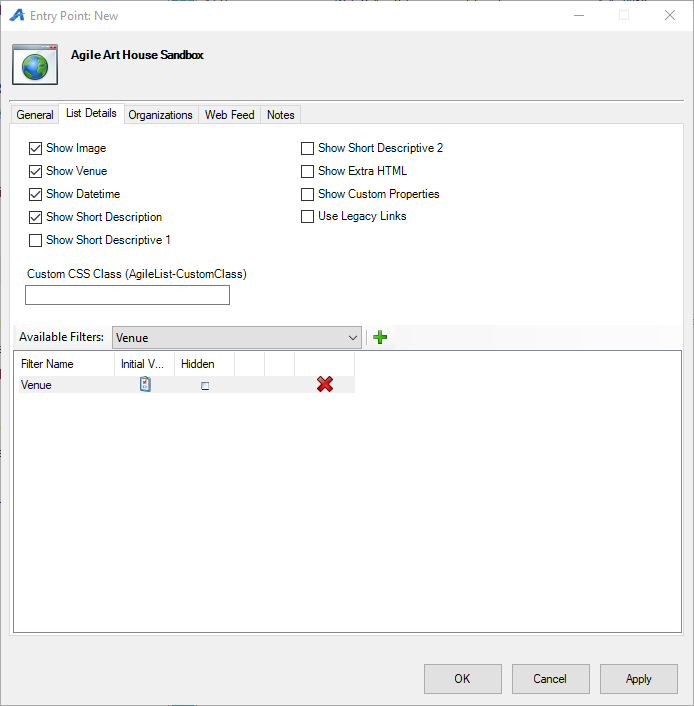 Entry Point: New
Agile Art House Sandbox
General List Details Organizations Web Feed Notes
Show Image Show Short Descriptive 2
Show Venue Show Extra HTML
Show Datetime Show Custom Properties
Show Short Description Use Legacy Links
Show Short Descriptive 1
Custom CSS Class (AgileList-CustomClass)
Available Filters: Venue
Filter Name Initial V... Hidden
Venue
OK Cancel Apply